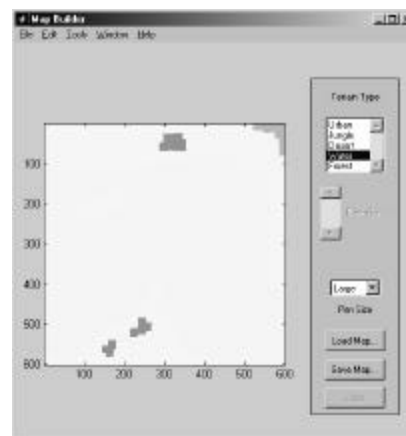 Map Builder
File Edit Tools Window Help
Terrain Type
Urban
Jungle
Desert
Water
Forest
100
200
300
400
500
600
100 200 300 400 500 600
Large
Pen Size
Load Map...
Save Map...